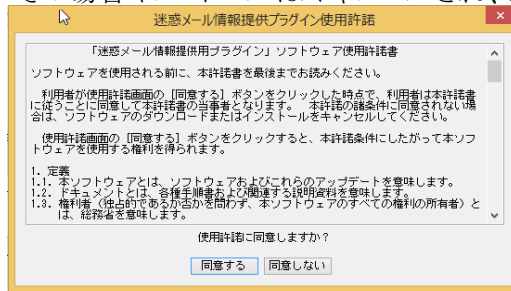 迷惑メール情報提供プラグイン使用許諾
「迷惑メール情報提供用プラグイン」ソフトウェア使用許諾書
ソフトウェアを使用される前に、本許諾書を最後までお読みください。
利用者が使用許諾画面の［同意する］ボタンをクリックした時点で、利用者は本許諾書
に従うことに同意して本許諾書の当事者となります。 本許諾の諸条件に同意されない場
合は、ソフトウェアのダウンロードまたはインストールをキャンセルしてください。
使用許諾画面の［同意する］ボタンをクリックすると、本許諾条件にしたがって本ソフ
トウェアを使用する権利を得られます。
1. 定義
1.1. 本ソフトウェアとは、ソフトウェアおよびこれらのアップデートを意味します。
1.2. ドキュメントとは、各種手順書および関連する説明資料を意味します。
1.3. 権利者（独占的であるか否かを問わず、本ソフトウェアのすべての権利の所有者）と
は、総務省を意味します。
使用許諾に同意しますか？
同意する 同意しない